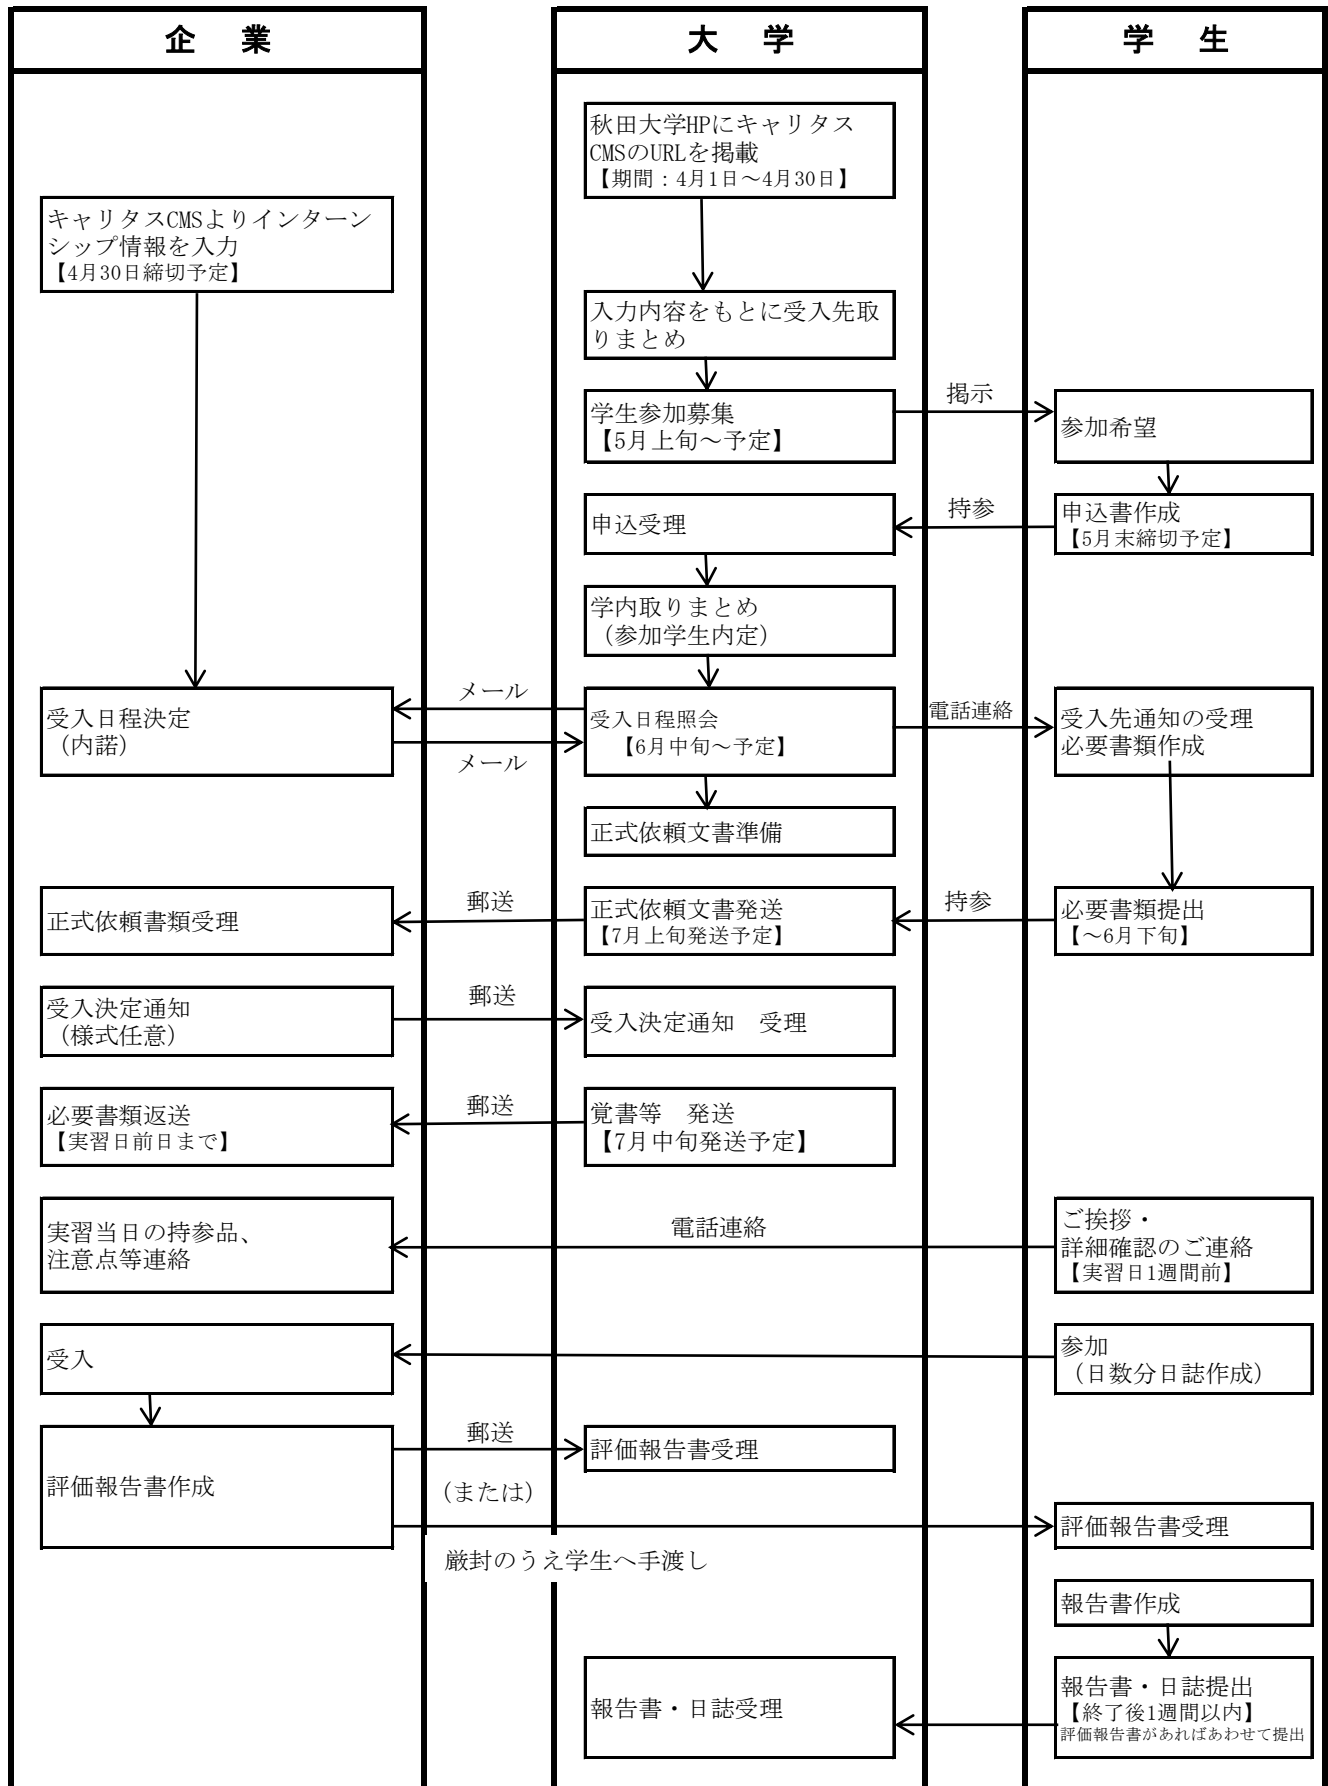 企　業
大　学
学　生
秋田大学HPにキャリタス
CMSのURLを掲載
【期間：4月1日～4月30日】
キャリタスCMSよりインターン
シップ情報を入力
【4月30日締切予定】
入力内容をもとに受入先取
りまとめ
学生参加募集
【5月上旬～予定】
掲示
参加希望
申込受理
持参
申込書作成
【5月末締切予定】
学内取りまとめ
（参加学生内定）
受入日程決定
（内諾）
メール
メール
受入日程照会
【6月中旬～予定】
電話連絡
受入先通知の受理
必要書類作成
正式依頼文書準備
正式依頼書類受理
郵送
正式依頼文書発送
【7月上旬発送予定】
持参
必要書類提出
【～6月下旬】
受入決定通知
（様式任意）
郵送
受入決定通知　受理
必要書類返送
【実習日前日まで】
郵送
覚書等　発送
【7月中旬発送予定】
実習当日の持参品、
注意点等連絡
電話連絡
ご挨拶・
詳細確認のご連絡
【実習日1週間前】
受入
参加
（日数分日誌作成）
評価報告書作成
郵送
評価報告書受理
（または）
評価報告書受理
厳封のうえ学生へ手渡し
報告書作成
報告書・日誌受理
報告書・日誌提出
【終了後1週間以内】
評価報告書があればあわせて提出